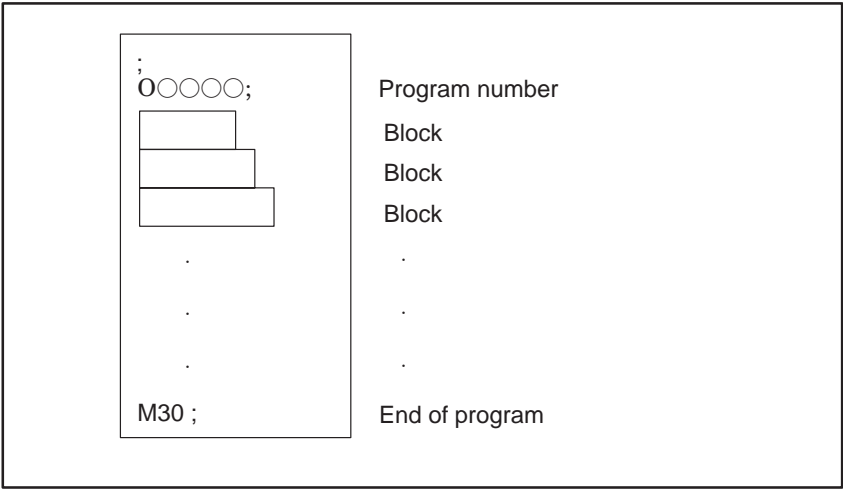 ;
O○○○○; Program number
Block
Block
Block
. .
. .
. .
M30 ; End of program